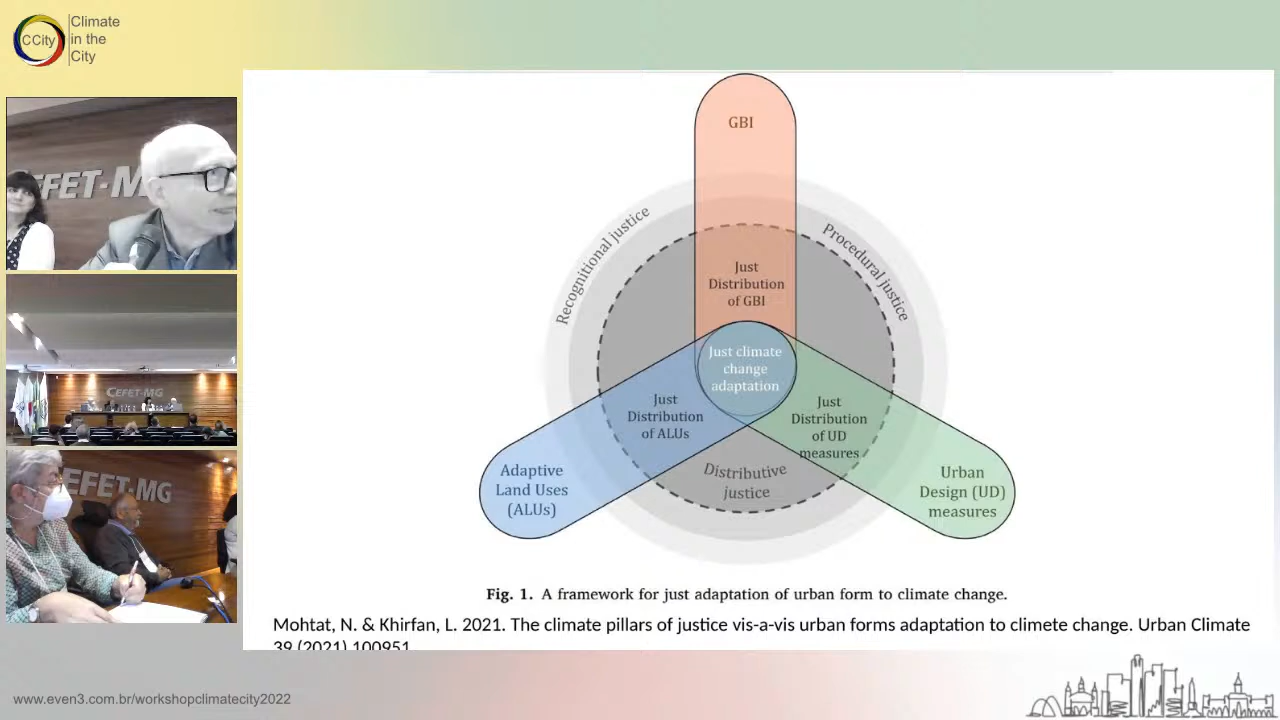 CCity
Climate
in the
City
CEFET-MG
CEFET-MG
EFET-MG
GBI
Recognitional justice
Procedural justice
Just
Distribution
of GBI
Just climate
change
adaptation
Just
Distribution
of ALUs
Just
Distribution
of UD
measures
Distributive
justice
Adaptive
Land Uses
(ALUs)
Urban
Design (UD)
measures
Fig. 1. A framework for just adaptation of urban form to climate change.
Mohtat, N. & Khirfan, L. 2021. The climate pillars of justice vis-a-vis urban forms adaptation to climete change. Urban Climate
39 (2021) 100951
www.even3.com.br/workshopclimatecity2022